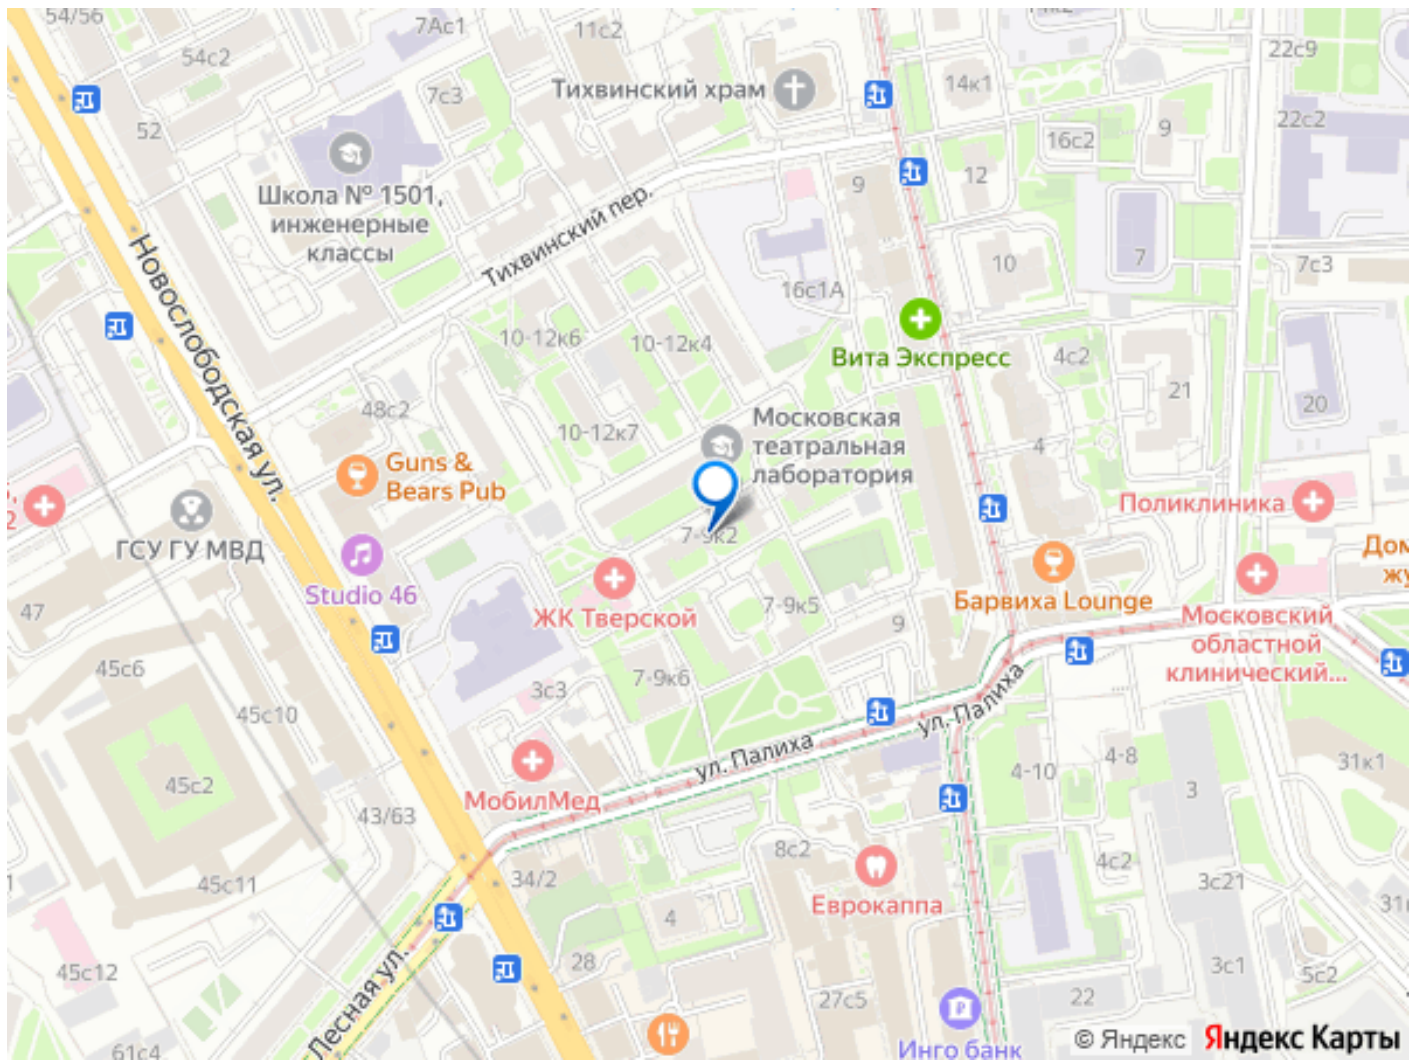 54/56
7Ас1
11с2
14к2
22с9
54с2
Тихвинский храм
14к1
7с3
52
16с2
9
22с2
Школа № 1501,
инженерные
классы
Тихвинский пер.
9
12
7
10
7с3
Новослободская ул.
16с1А
10-12к6
10-12к4
Вита Экспресс
4с2
21
20
48с2
10-12к7
Московская
театральная
лаборатория
4
Guns &
Bears Pub
2
ГСУ ГУ МВД
7-9к2
Поликлиника
Studio 46
ЖК Тверской
7-9к5
9
Барвиха Lounge
Дом
жу
Московский
областной
клинический...
47
45с6
7-9к6
3с3
45с10
ул. Палиха
ул. Палиха
45с2
МобилМед
4-10
4-8
3
31к1
43/63
8с2
4с2
45с11
34/2
Еврокаппа
3с21
31
4
Лесная ул.
45с12
28
27с5
3с1
5с2
22
61с4
Инго банк
© Яндекс Яндекс Карты